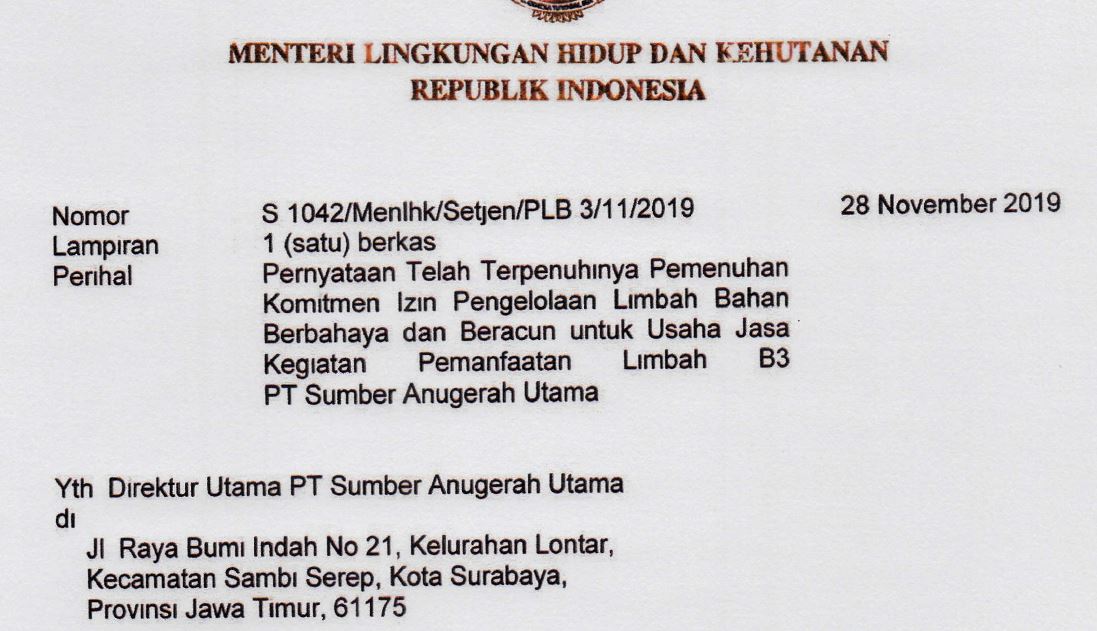 MENTERI LINGKUNGAN HIDUP DAN KEHUTANAN
REPUBLIK INDONESIA
Nomor S 1042/Menlhk/Setjen/PLB 3/11/2019 28 November 2019
Lampiran 1 (satu) berkas
Perihal Pernyataan Telah Terpenuhinya Pemenuhan
Komitmen Izin Pengelolaan Limbah Bahan
Berbahaya dan Beracun untuk Usaha Jasa
Kegiatan Pemanfaatan Limbah B3
PT Sumber Anugerah Utama
Yth Direktur Utama PT Sumber Anugerah Utama
di
Jl Raya Bumi Indah No 21, Kelurahan Lontar,
Kecamatan Sambi Serep, Kota Surabaya,
Provinsi Jawa Timur, 61175